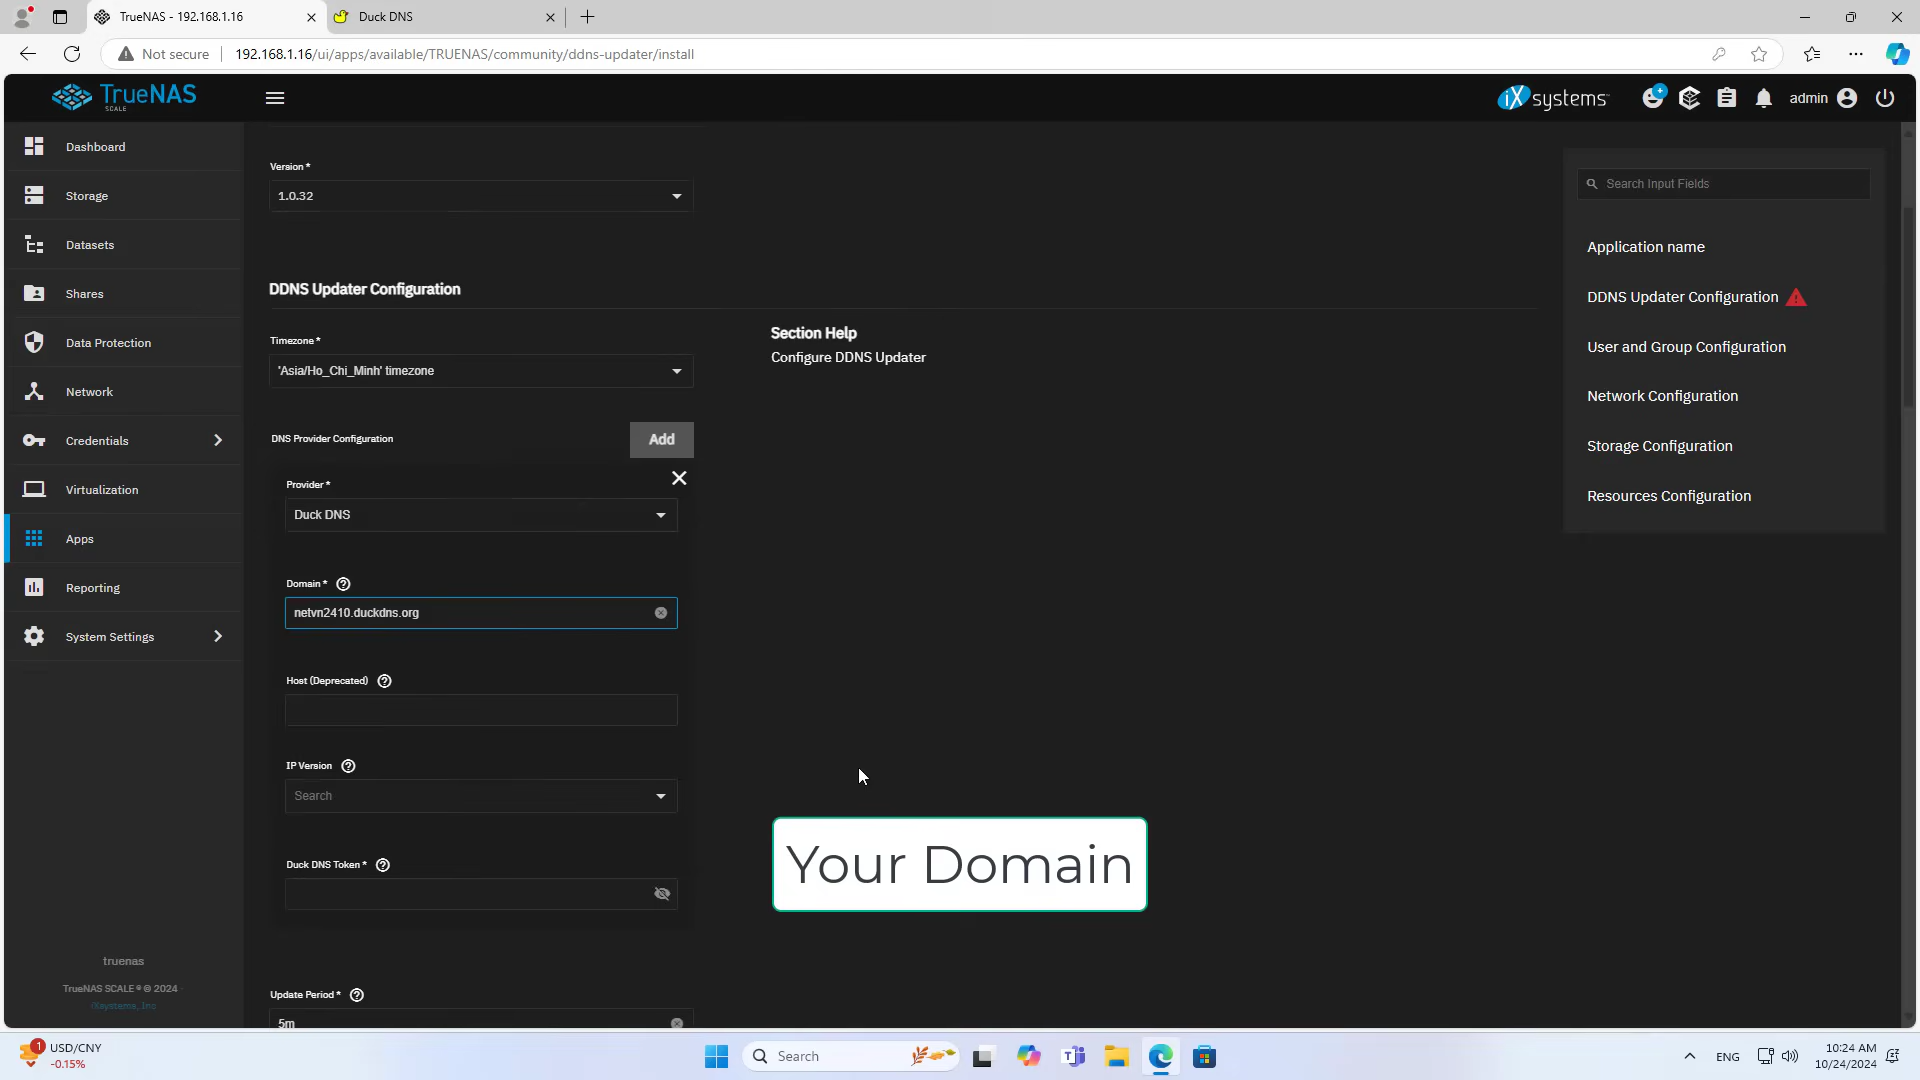 TrueNAS - 192.168.1.16
Duck DNS
Not secure
192.168.1.16/ui/apps/available/TRUENAS/community/ddns-updater/install
TrueNAS
SCALE
iXsystems
admin
Dashboard
Storage
Datasets
Shares
Data Protection
Network
Credentials
Virtualization
Apps
Reporting
System Settings
truenas
TrueNAS SCALE ® © 2024
iXsystems, Inc
Version *
1.0.32
DDNS Updater Configuration
Timezone *
'Asia/Ho_Chi_Minh' timezone
DNS Provider Configuration
Add
Provider *
Duck DNS
Domain *
netvn2410.duckdns.org
Host (Deprecated)
IP Version
Search
Duck DNS Token *
Update Period *
5m
Section Help
Configure DDNS Updater
Your Domain
Search Input Fields
Application name
DDNS Updater Configuration
User and Group Configuration
Network Configuration
Storage Configuration
Resources Configuration
1
USD/CNY
-0.15%
Search
ENG
10:24 AM
10/24/2024